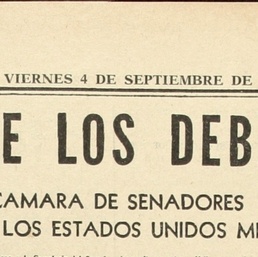 VIERNES 4 DE SEPTIEMBRE DE
E LOS DEB
CAMARA DE SENADORES
LOS ESTADOS UNIDOS M